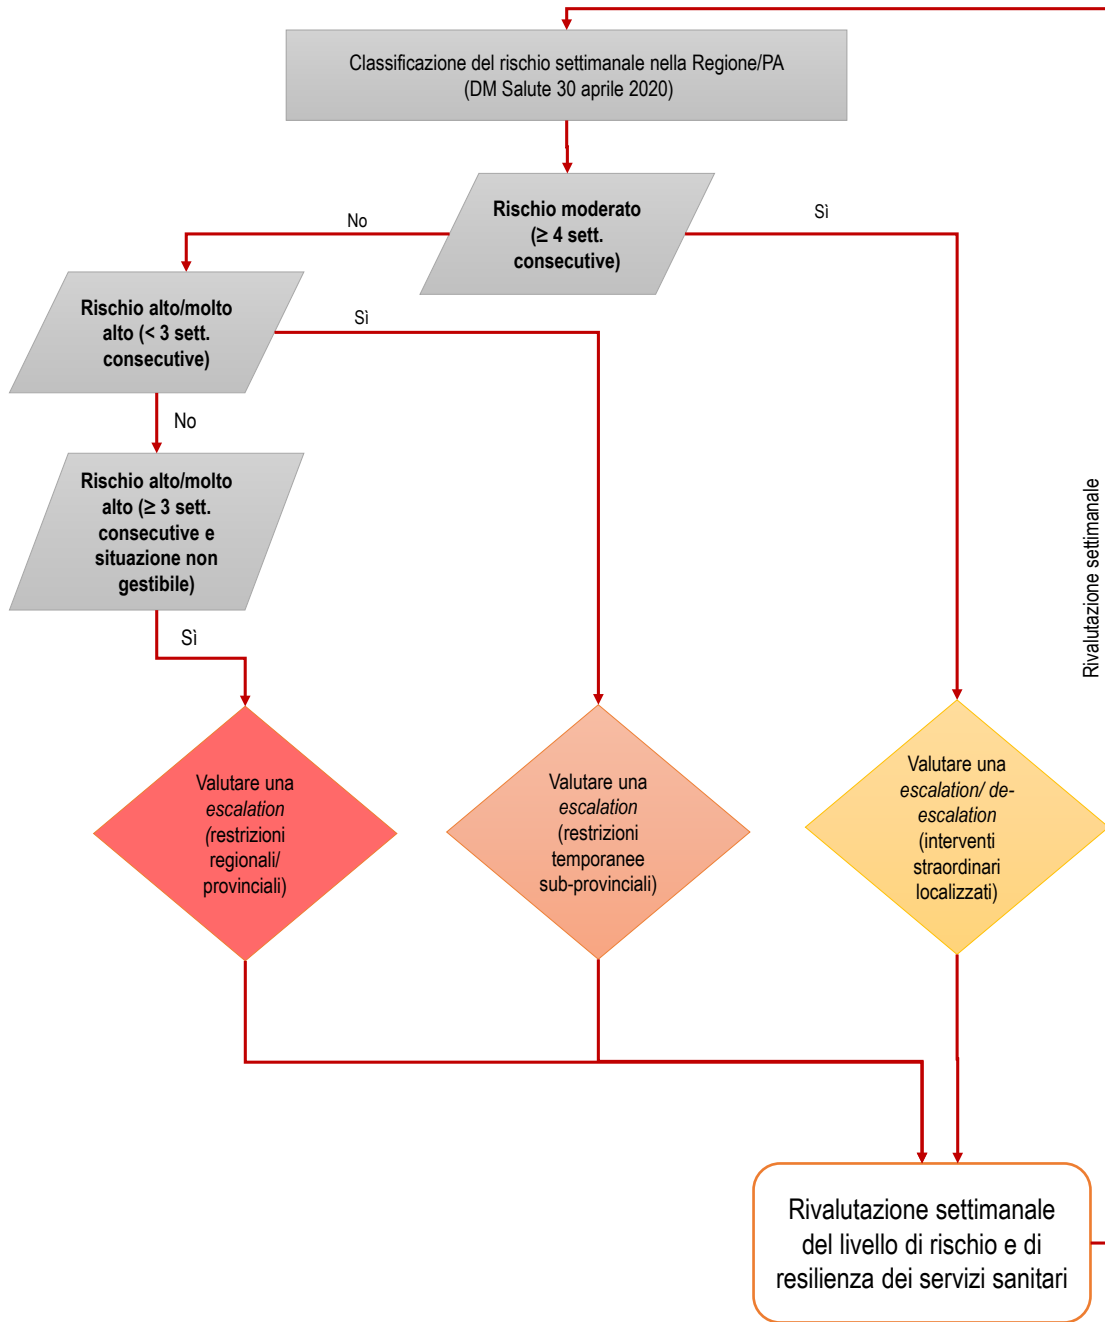 Classificazione del rischio settimanale nella Regione/PA
(DM Salute 30 aprile 2020)
Rischio moderato
(≥ 4 sett.
consecutive)
No
Sì
Rischio alto/molto
alto (< 3 sett.
consecutive)
Sì
No
Rischio alto/molto
alto (≥ 3 sett.
consecutive e
situazione non
gestibile)
Sì
Rivalutazione settimanale
Valutare una
escalation
(restrizioni
regionali/
provinciali)
Valutare una
escalation
(restrizioni
temporanee
sub-provinciali)
Valutare una
escalation/ de-
escalation
(interventi
straordinari
localizzati)
Rivalutazione settimanale
del livello di rischio e di
resilienza dei servizi sanitari